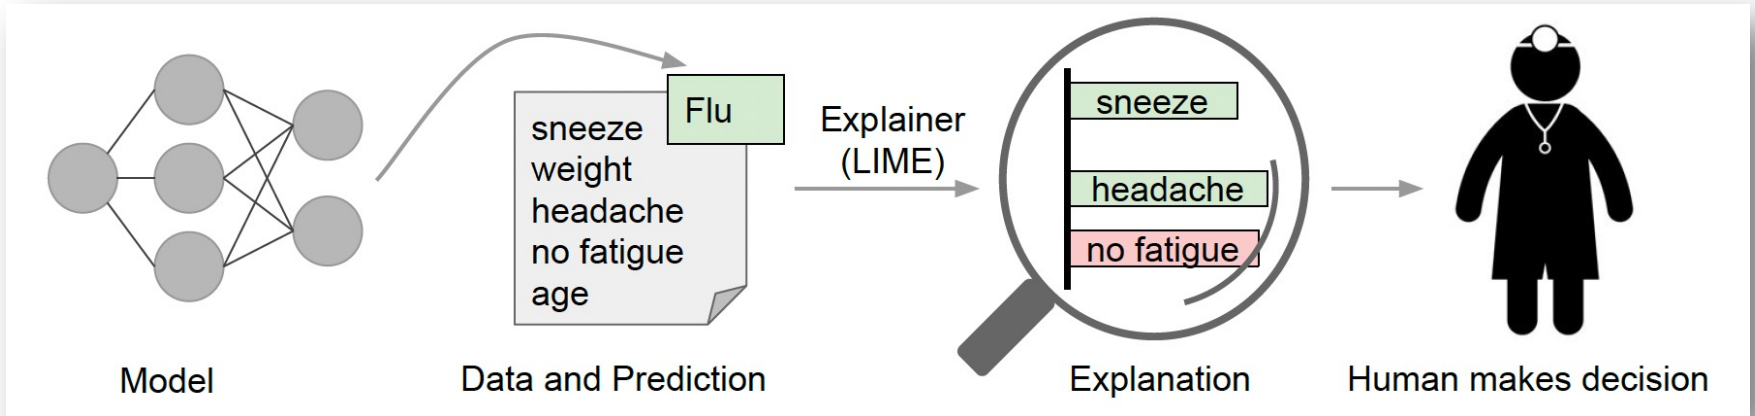 sneeze
weight
headache
no fatigue
age
Flu
Explainer
(LIME)
sneeze
headache
no fatigue
Model
Data and Prediction
Explanation
Human makes decision